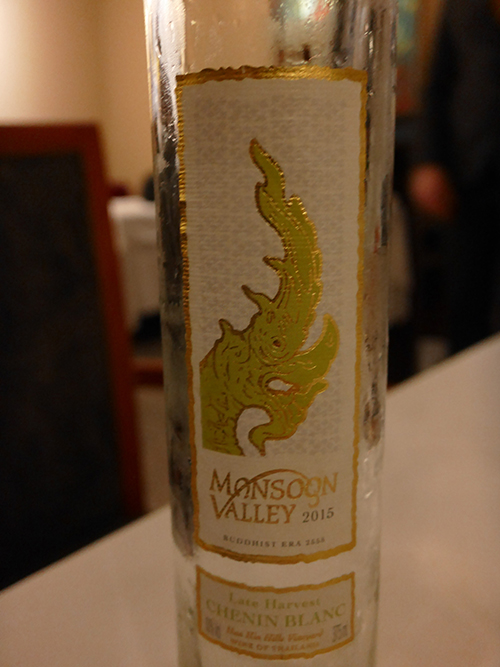 MONSOON
VALLEY 2015
BUDDHIST ERA 2558
Late Harvest
CHENIN BLANC
Hua Hin Hills Vineyard
WINE OF THAILAND